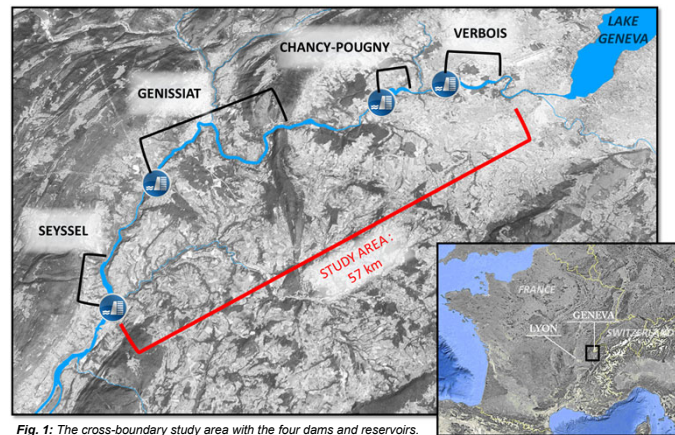 LAKE
GENEVA
VERBOIS
CHANCY-POUGNY
GENISSIAT
SEYSSEL
STUDY AREA :
57 km
FRANCE
GENEVA
SWITZERLAND
LYON
Fig. 1: The cross-boundary study area with the four dams and reservoirs.